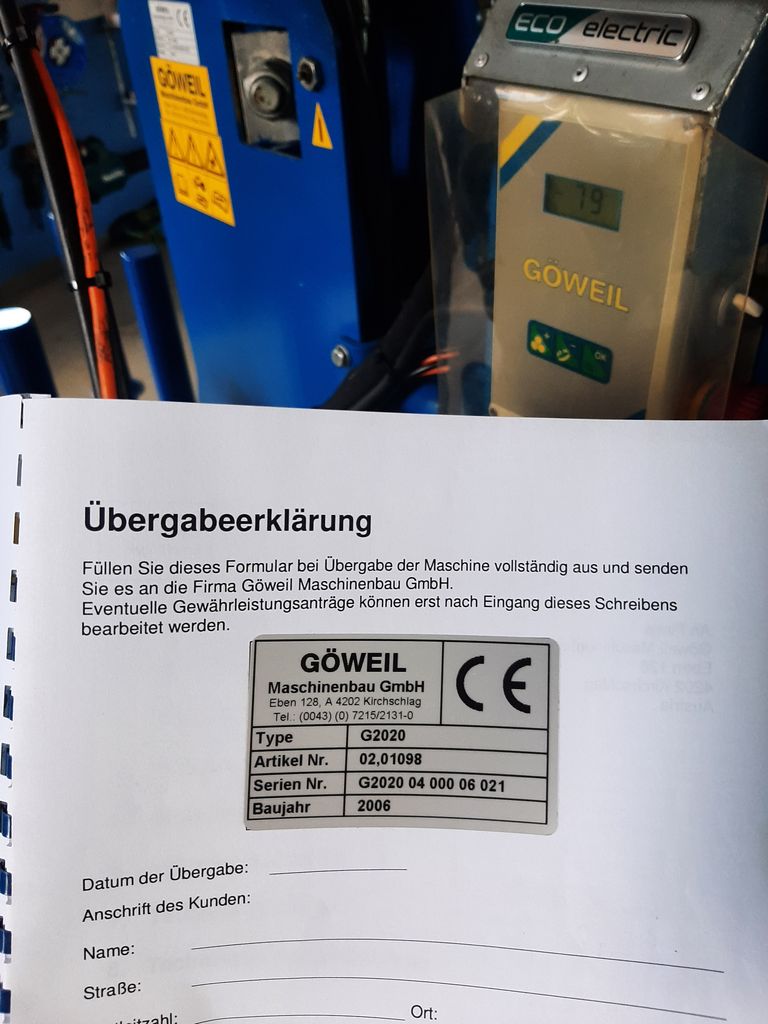 ECO electric
GÖWEIL
Maschinenbau GmbH
79
GÖWEIL
OK
Übergabeerklärung
Füllen Sie dieses Formular bei Übergabe der Maschine vollständig aus und senden
Sie es an die Firma Göweil Maschinenbau GmbH.
Eventuelle Gewährleistungsanträge können erst nach Eingang dieses Schreibens
bearbeitet werden.
GÖWEIL
Maschinenbau GmbH
Eben 128, A 4202 Kirchschlag
Tel.: (0043) (0) 7215/2131-0
CE
Type G2020
Artikel Nr. 02,01098
Serien Nr. G2020 04 000 06 021
Baujahr 2006
Datum der Übergabe:
Anschrift des Kunden:
Name:
Straße:
Ort: